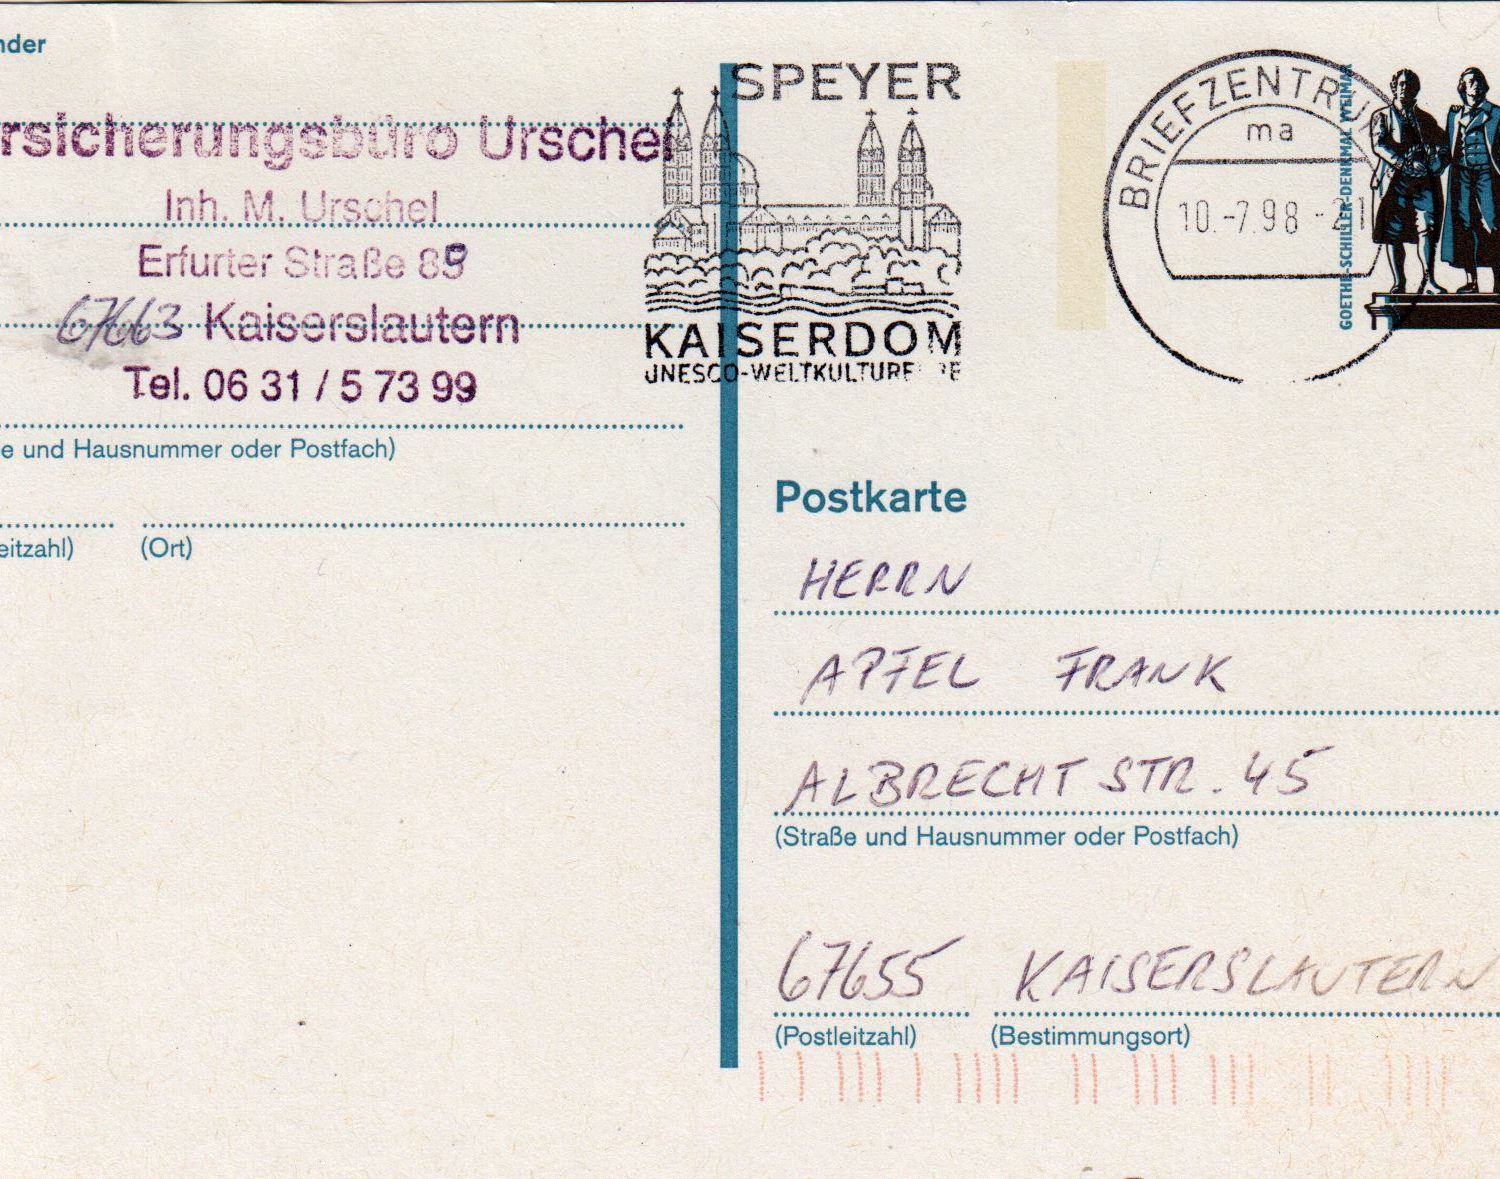 nder
rsicherungsbüro Urschel
Inh. M. Urschel
Erfurter Straße 89
67663 Kaiserslautern
Tel. 06 31 / 5 73 99
e und Hausnummer oder Postfach)
eitzahl)
(Ort)
SPEYER
KAISERDOM
UNESCO-WELTKULTURE
BRIEFZENTRU
ma
10.-7.98 - 21
GOETHE-SCHILLER-DENKMAL WEIMAR
Postkarte
HERRN
APFEL FRANK
ALBRECHT STR. 45
(Straße und Hausnummer oder Postfach)
67655 KAISERSLAUTERN
(Postleitzahl)
(Bestimmungsort)